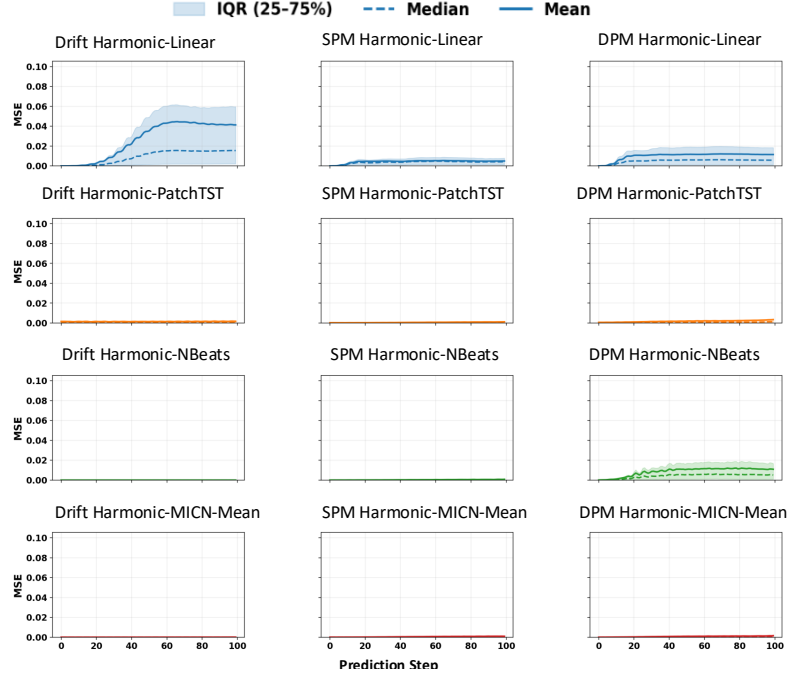 IQR (25–75%) Median Mean
Drift Harmonic-Linear SPM Harmonic-Linear DPM Harmonic-Linear
0.10
0.08
0.06
0.04
0.02
0.00
MSE
Drift Harmonic-PatchTST SPM Harmonic-PatchTST DPM Harmonic-PatchTST
0.10
0.08
0.06
0.04
0.02
0.00
MSE
Drift Harmonic-NBeats SPM Harmonic-NBeats DPM Harmonic-NBeats
0.10
0.08
0.06
0.04
0.02
0.00
MSE
Drift Harmonic-MICN-Mean SPM Harmonic-MICN-Mean DPM Harmonic-MICN-Mean
0.10
0.08
0.06
0.04
0.02
0.00
MSE
0 20 40 60 80 100 0 20 40 60 80 100 0 20 40 60 80 100
Prediction Step